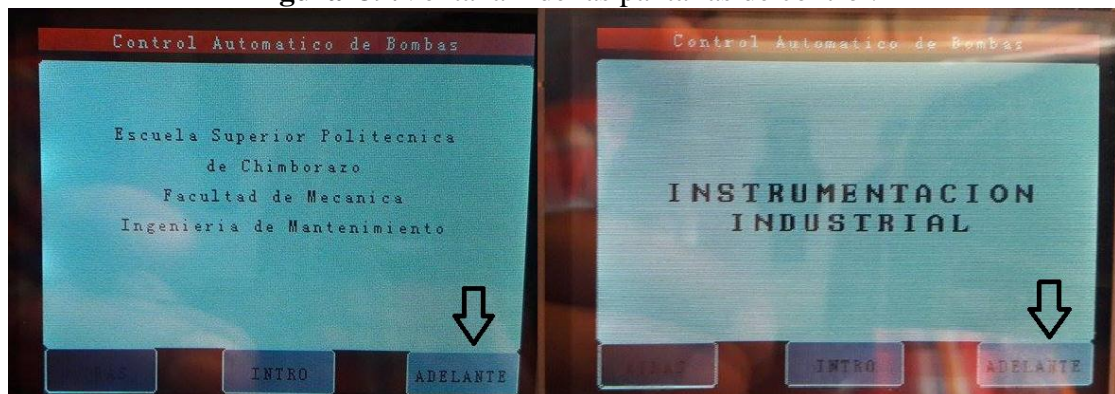 Control Automatico de Bombas
Escuela Superior Politecnica
de Chimborazo
Facultad de Mecanica
Ingenieria de Mantenimiento
INTRO
ADELANTE
Control Automatico de Bombas
INSTRUMENTACION
INDUSTRIAL
INTRO
ADELANTE